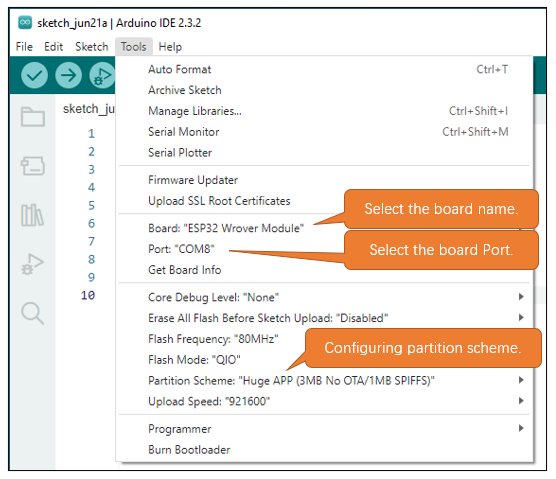 sketch_jun21a | Arduino IDE 2.3.2
File Edit Sketch Tools Help
Auto Format Ctrl+T
Archive Sketch
sketch_ju
Manage Libraries... Ctrl+Shift+I
1
Serial Monitor Ctrl+Shift+M
2
Serial Plotter
3
Firmware Updater
4
Upload SSL Root Certificates
5
Select the board name.
6
Board: "ESP32 Wrover Module"
7
Port: "COM8"
Select the board Port.
8
Get Board Info
9
10
Core Debug Level: "None"
Erase All Flash Before Sketch Upload: "Disabled"
Flash Frequency: "80MHz"
Configuring partition scheme.
Flash Mode: "QIO"
Partition Scheme: "Huge APP (3MB No OTA/1MB SPIFFS)"
Upload Speed: "921600"
Programmer
Burn Bootloader